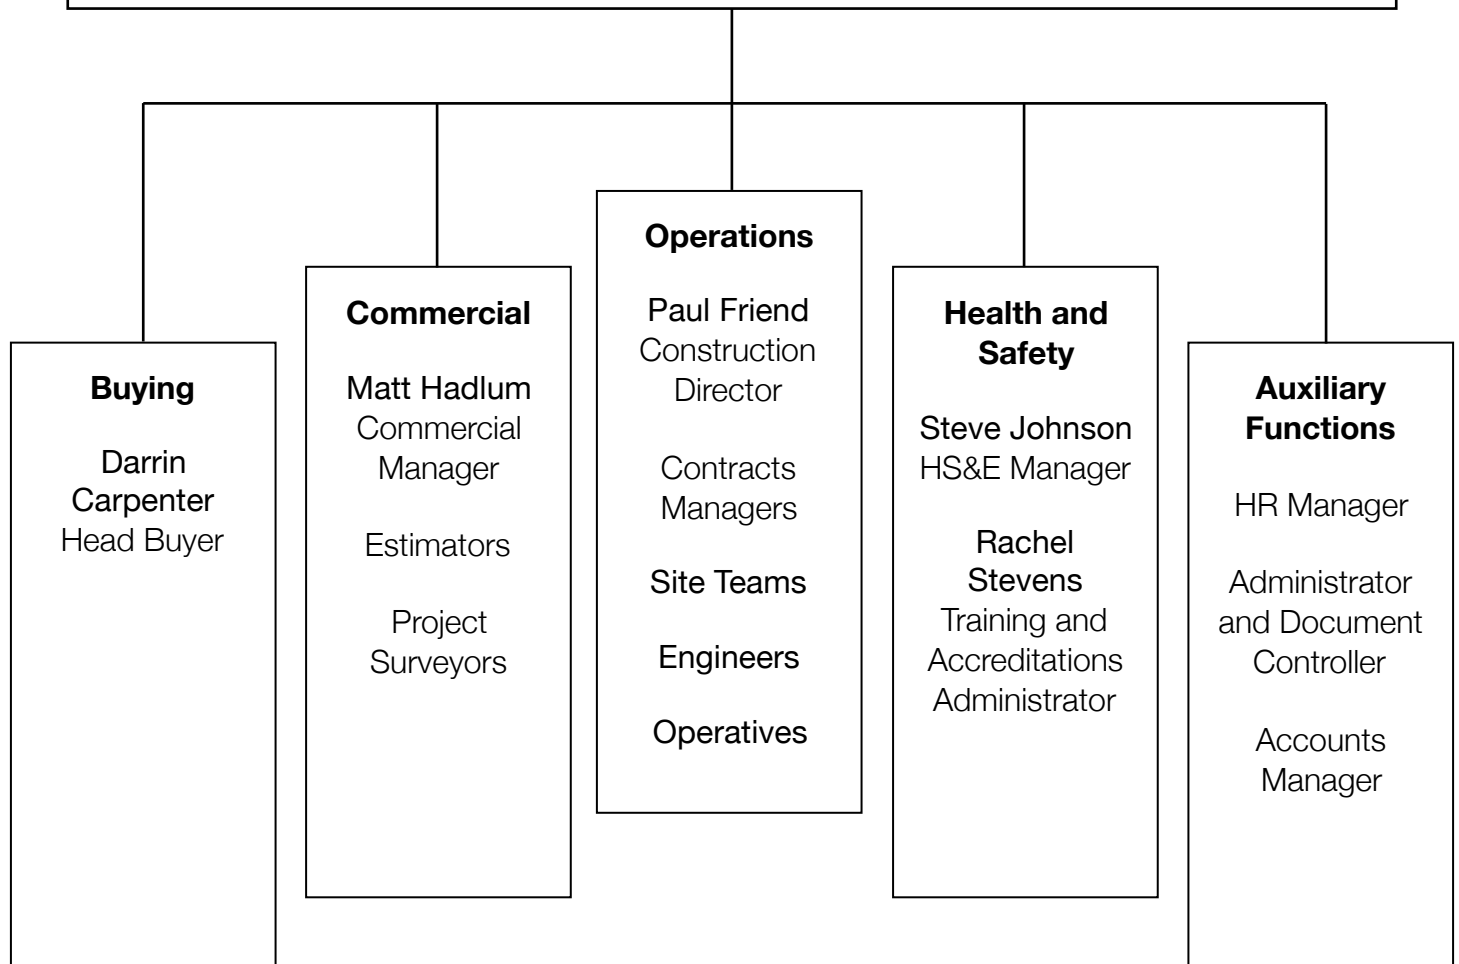 Buying
Darrin
Carpenter
Head Buyer
Commercial
Matt Hadlum
Commercial
Manager
Estimators
Project
Surveyors
Operations
Paul Friend
Construction
Director
Contracts
Managers
Site Teams
Engineers
Operatives
Health and
Safety
Steve Johnson
HS&E Manager
Rachel
Stevens
Training and
Accreditations
Administrator
Auxiliary
Functions
HR Manager
Administrator
and Document
Controller
Accounts
Manager